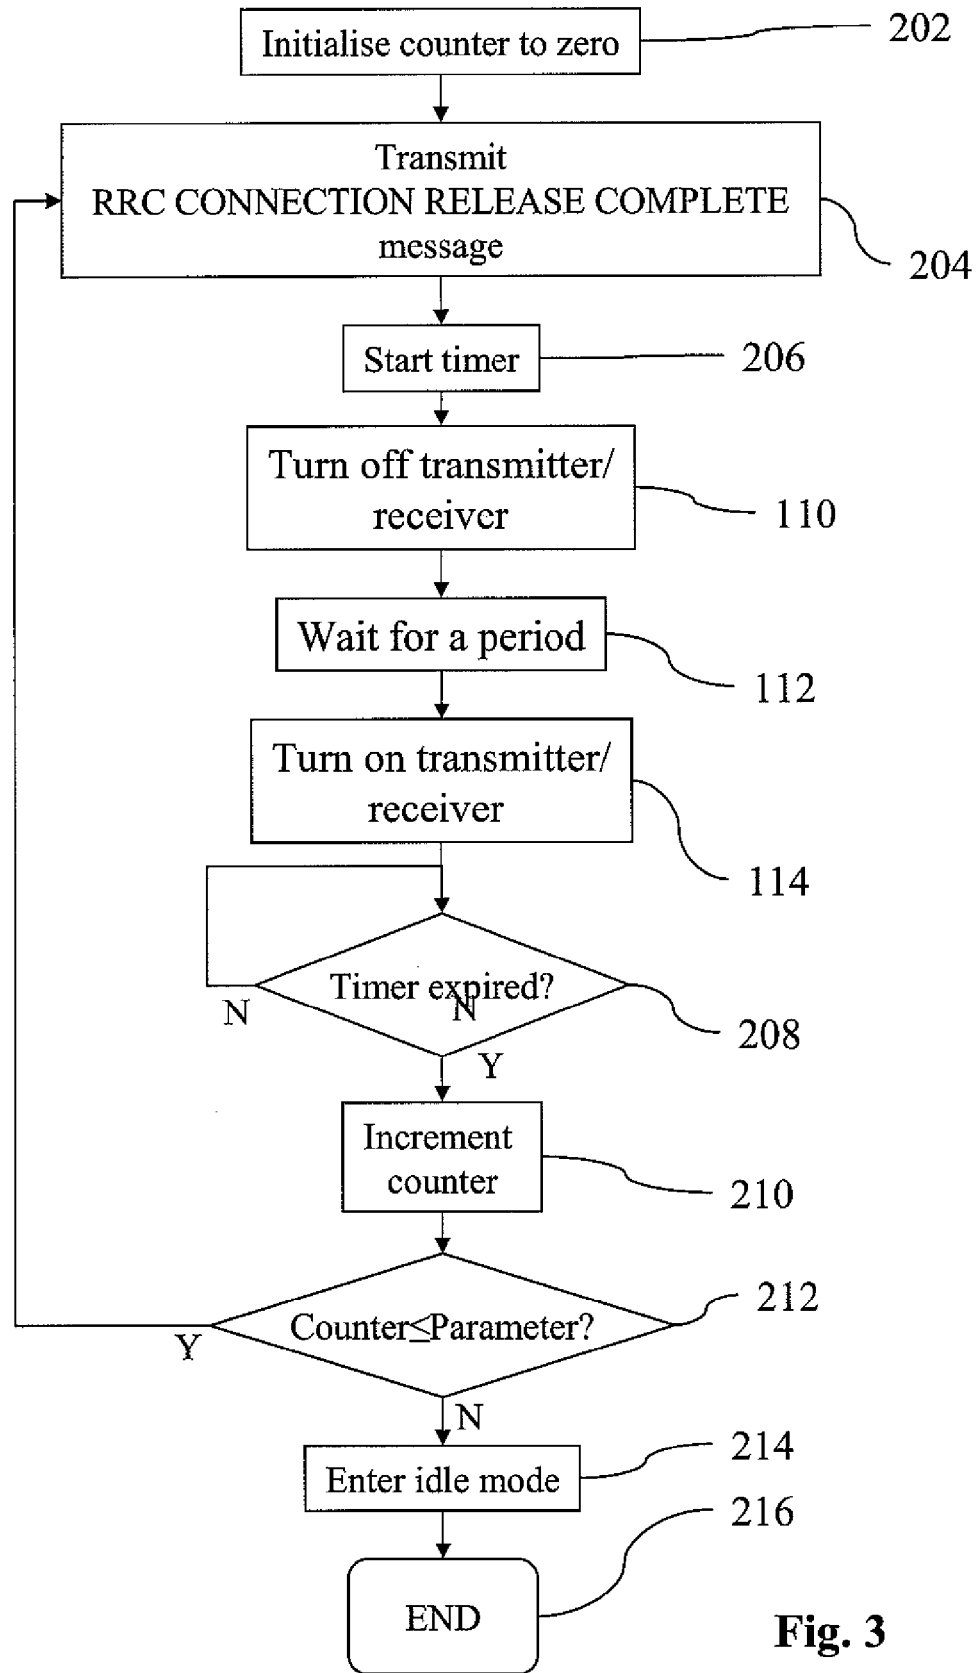 Initialise counter to zero
202
Transmit
RRC CONNECTION RELEASE COMPLETE
message
204
Start timer
206
Turn off transmitter/
receiver
110
Wait for a period
112
Turn on transmitter/
receiver
114
Timer expired?
N
N
208
Y
Increment
counter
210
Counter≤Parameter?
212
Y
N
Enter idle mode
214
216
END
Fig. 3